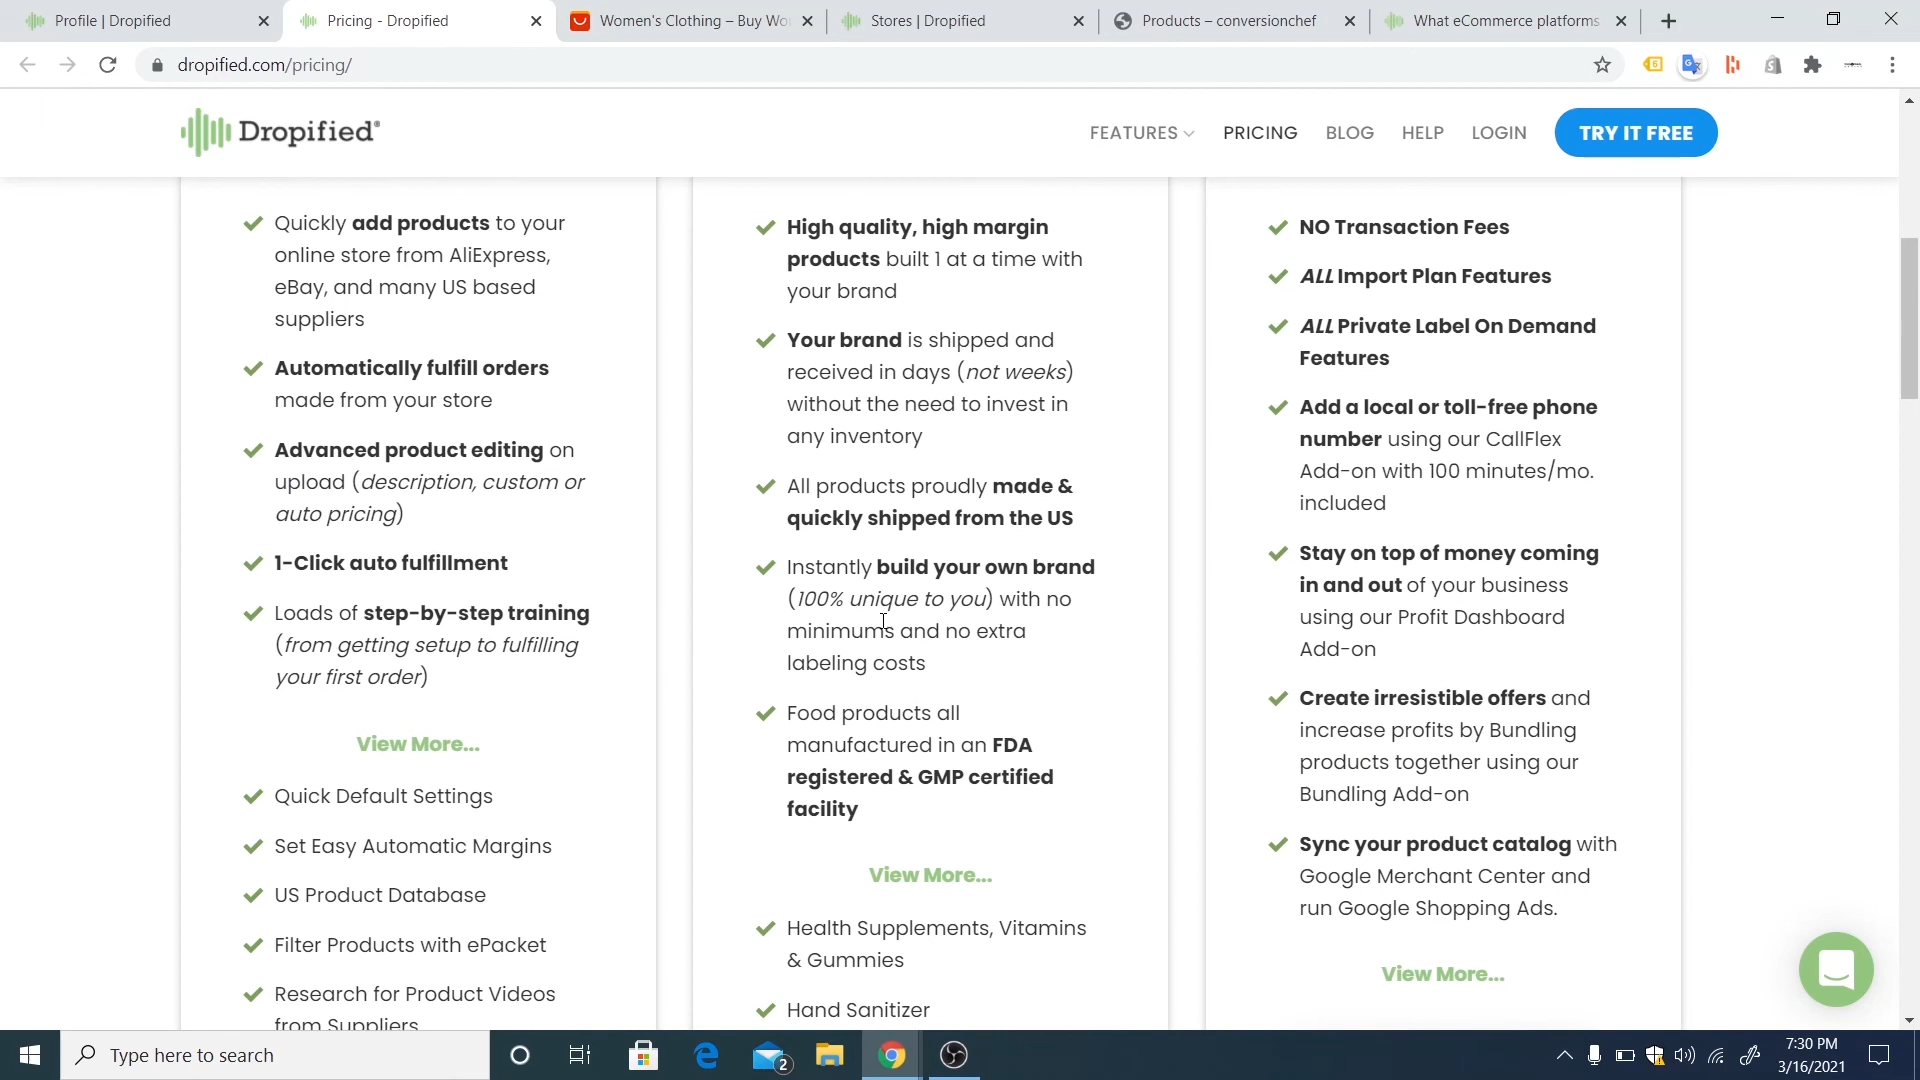 Profile | Dropified
Pricing - Dropified
Women's Clothing – Buy Wo
Stores | Dropified
Products – conversionchef
What eCommerce platforms
dropified.com/pricing/
Dropified®
FEATURES
PRICING
BLOG
HELP
LOGIN
TRY IT FREE
Quickly add products to your
online store from AliExpress,
eBay, and many US based
suppliers
Automatically fulfill orders
made from your store
Advanced product editing on
upload (description, custom or
auto pricing)
1-Click auto fulfillment
Loads of step-by-step training
(from getting setup to fulfilling
your first order)
View More...
Quick Default Settings
Set Easy Automatic Margins
US Product Database
Filter Products with ePacket
Research for Product Videos
from Suppliers
High quality, high margin
products built 1 at a time with
your brand
Your brand is shipped and
received in days (not weeks)
without the need to invest in
any inventory
All products proudly made &
quickly shipped from the US
Instantly build your own brand
(100% unique to you) with no
minimums and no extra
labeling costs
Food products all
manufactured in an FDA
registered & GMP certified
facility
View More...
Health Supplements, Vitamins
& Gummies
Hand Sanitizer
NO Transaction Fees
ALL Import Plan Features
ALL Private Label On Demand
Features
Add a local or toll-free phone
number using our CallFlex
Add-on with 100 minutes/mo.
included
Stay on top of money coming
in and out of your business
using our Profit Dashboard
Add-on
Create irresistible offers and
increase profits by Bundling
products together using our
Bundling Add-on
Sync your product catalog with
Google Merchant Center and
run Google Shopping Ads.
View More...
Type here to search
2
7:30 PM
3/16/2021